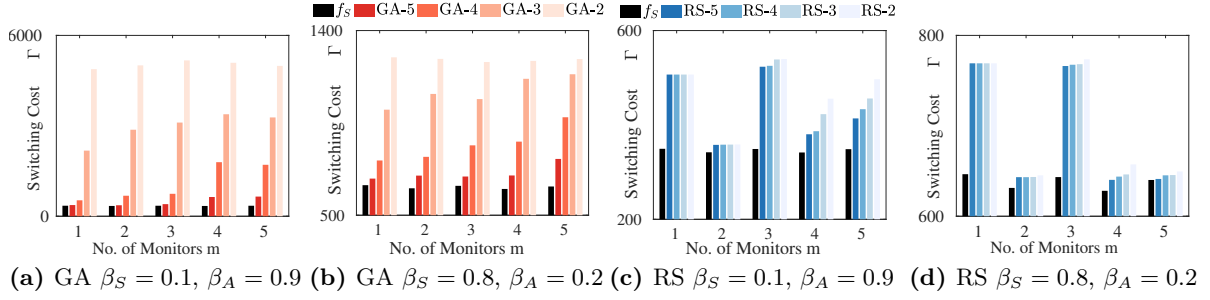 f_S GA-5 GA-4 GA-3 GA-2
f_S RS-5 RS-4 RS-3 RS-2
6000
Switching Cost Γ
0
1 2 3 4 5
No. of Monitors m
1400
Switching Cost Γ
500
1 2 3 4 5
No. of Monitors m
600
Switching Cost Γ
200
1 2 3 4 5
No. of Monitors m
800
Switching Cost Γ
600
1 2 3 4 5
No. of Monitors m
(a) GA β_S = 0.1, β_A = 0.9
(b) GA β_S = 0.8, β_A = 0.2
(c) RS β_S = 0.1, β_A = 0.9
(d) RS β_S = 0.8, β_A = 0.2